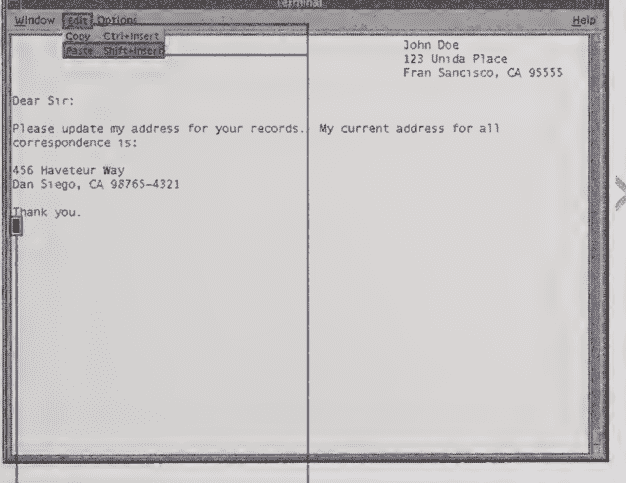 Terminal
Window Edit Options Help
Copy Ctrl+Insert
Paste Shift+Insert
John Doe
123 Unida Place
Fran Sancisco, CA 95555
Dear Sir:
Please update my address for your records. My current address for all
correspondence is:
456 Haveteur Way
Dan Siego, CA 98765-4321
Thank you.